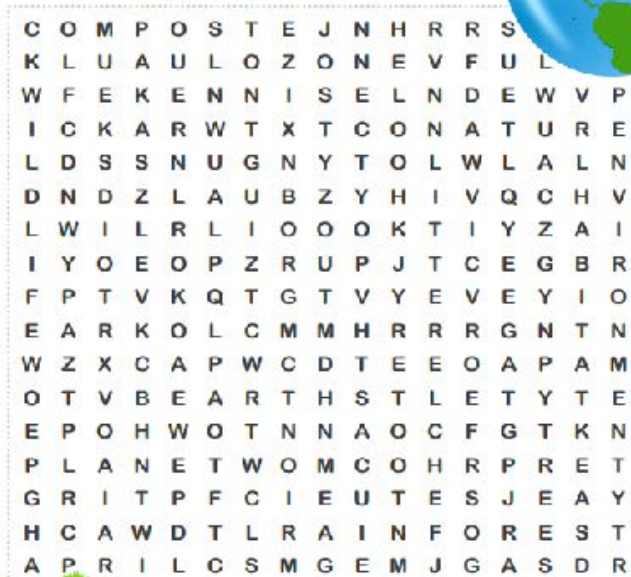 C O M P O S T E J N H R R S
K L U A U L O Z O N E V F U L
W F E K E N N I S E L N D E W V P
I C K A R W T X T C O N A T U R E
L D S S N U G N Y T O L W L A L N
D N D Z L A U B Z Y H I V Q C H V
L W I L R L I O O O K T I Y Z A I
I Y O E O P Z R U P J T C E G B R
F P T V K Q T G T V Y E V E Y I O
E A R K O L C M M H R R R G N T N
W Z X C A P W C D T E E O A P A M
O T V B E A R T H S T L E T Y T E
E P O H W O T N N A O C F G T K N
P L A N E T W O M C O H R P R E T
G R I T P F C I E U T E S J E A Y
H C A W D T L R A I N F O R E S T
A P R I L C S M G E M J G A S D R